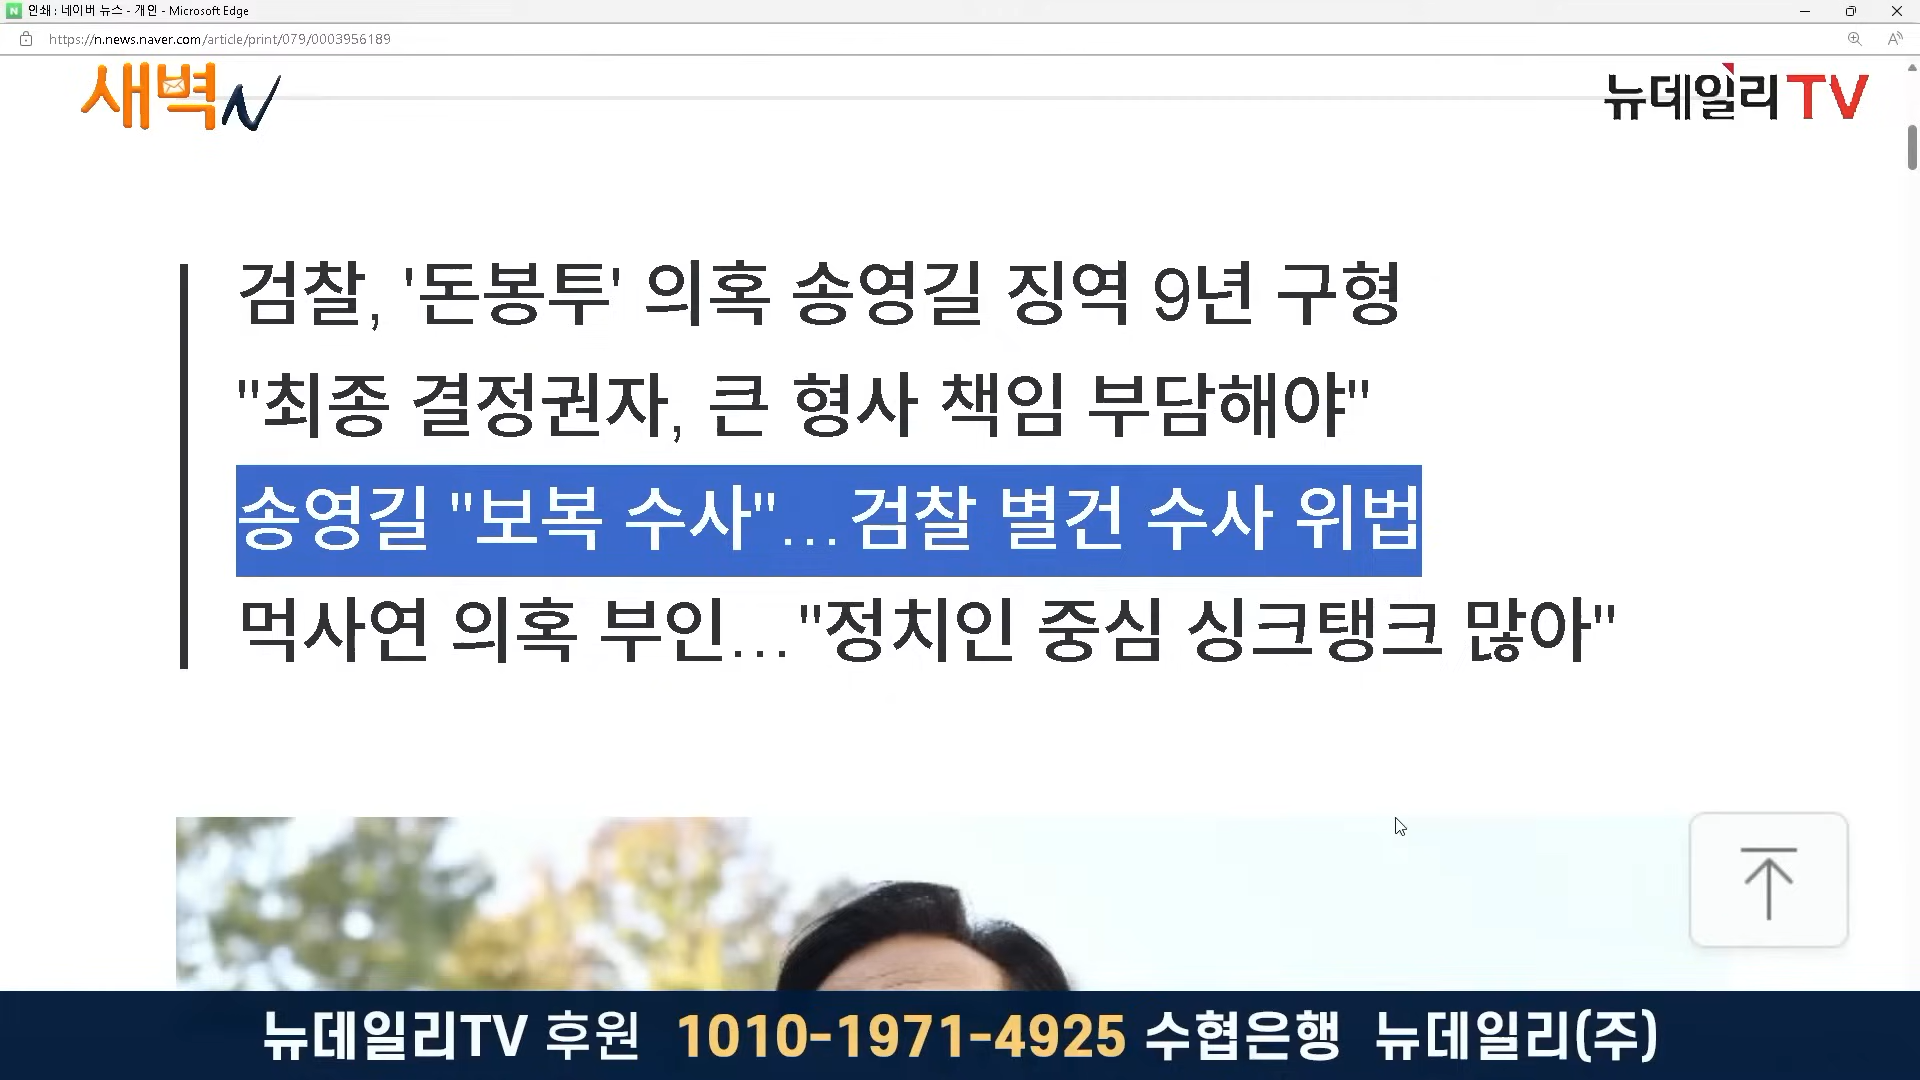 인쇄 : 네이버 뉴스 - 개인 - Microsoft Edge
https://n.news.naver.com/article/print/079/0003956189
새벽N
뉴데일리TV
검찰, '돈봉투' 의혹 송영길 징역 9년 구형
"최종 결정권자, 큰 형사 책임 부담해야"
송영길 "보복 수사"…검찰 별건 수사 위법
먹사연 의혹 부인…"정치인 중심 싱크탱크 많아"
뉴데일리TV 후원 1010-1971-4925 수협은행 뉴데일리(주)